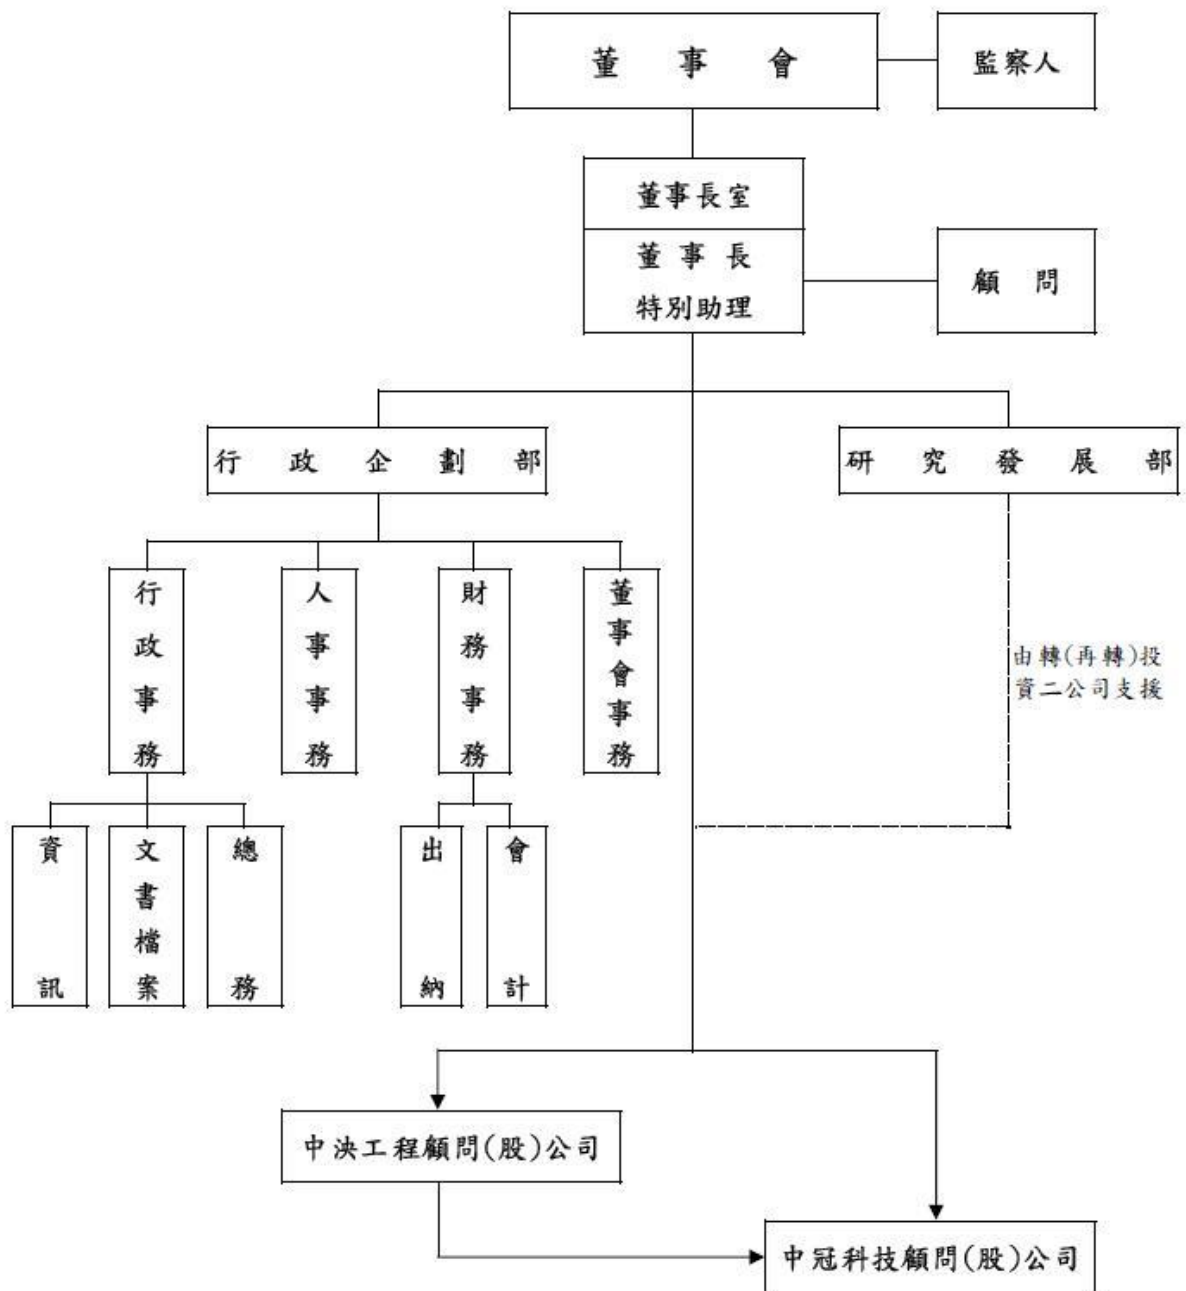 董事會
監察人
董事長室
董事長
特別助理
顧問
行政企劃部
研究發展部
行政事務
人事事務
財務事務
董事會事務
由轉(再轉)投
資二公司支援
資訊
文書檔案
總務
出納
會計
中泱工程顧問(股)公司
中冠科技顧問(股)公司